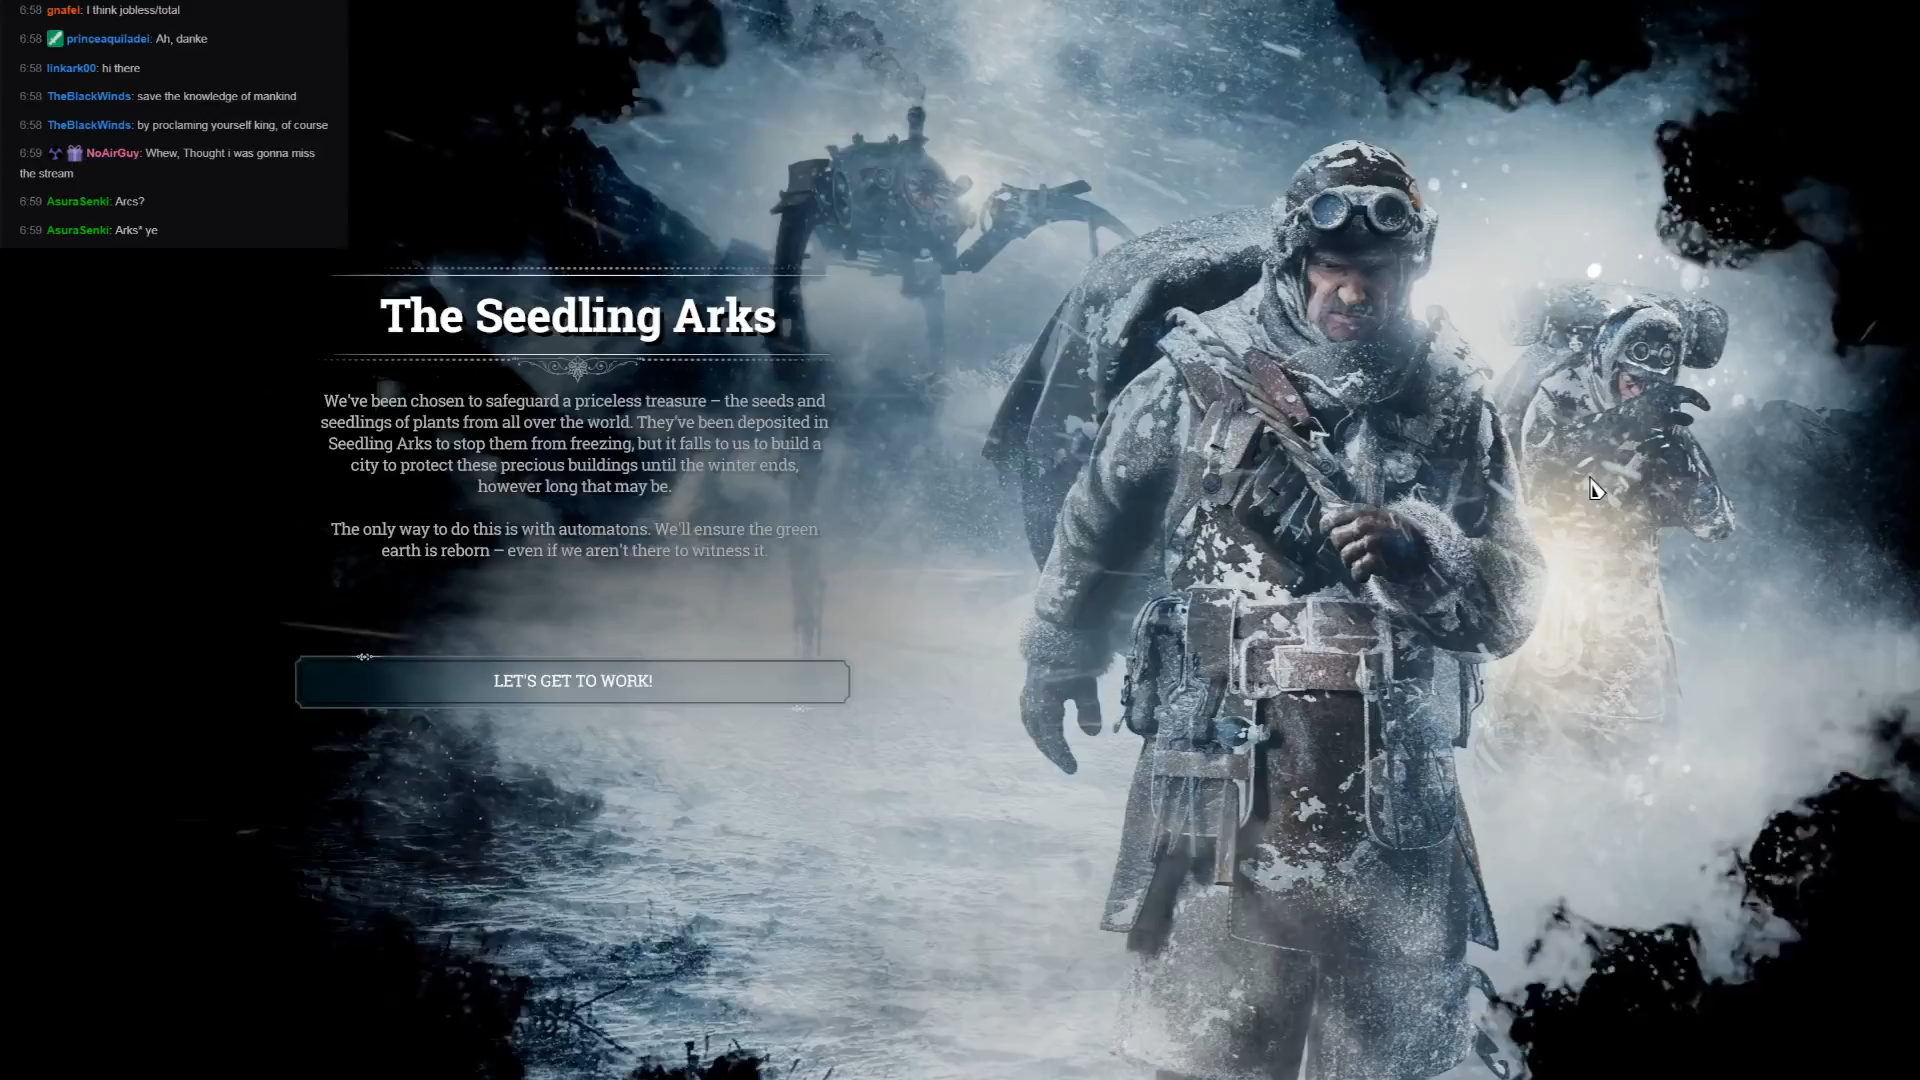 6:58 gnafel: I think jobless/total
6:58 princeaquiladei: Ah, danke
6:58 linkark00: hi there
6:58 TheBlackWinds: save the knowledge of mankind
6:58 TheBlackWinds: by proclaming yourself king, of course
6:59 NoAirGuy: Whew, Thought i was gonna miss
the stream
6:59 AsuraSenki: Arcs?
6:59 AsuraSenki: Arks* ye
The Seedling Arks
We've been chosen to safeguard a priceless treasure – the seeds and
seedlings of plants from all over the world. They've been deposited in
Seedling Arks to stop them from freezing, but it falls to us to build a
city to protect these precious buildings until the winter ends,
however long that may be.
The only way to do this is with automatons. We'll ensure the green
earth is reborn – even if we aren't there to witness it.
LET'S GET TO WORK!